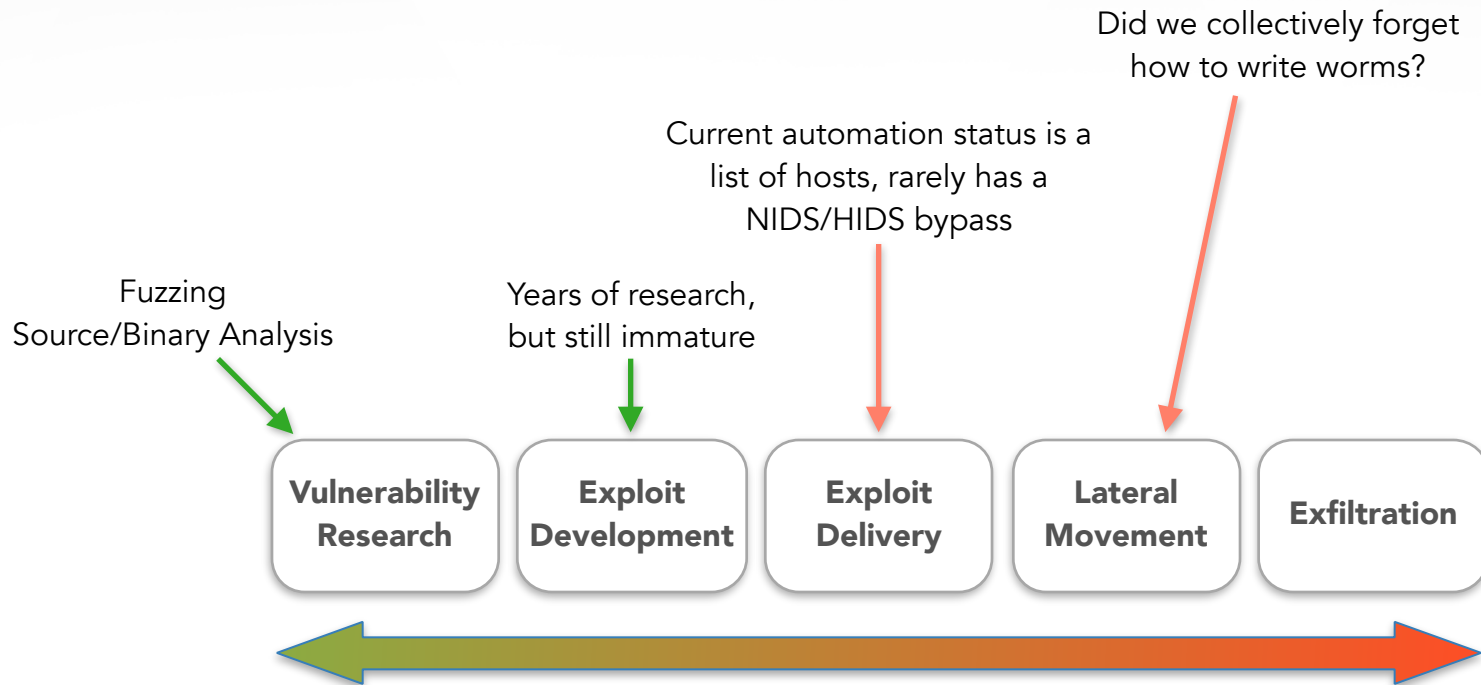 Did we collectively forget
how to write worms?
Current automation status is a
list of hosts, rarely has a
NIDS/HIDS bypass
Fuzzing
Source/Binary Analysis
Years of research,
but still immature
Vulnerability
Research
Exploit
Development
Exploit
Delivery
Lateral
Movement
Exfiltration